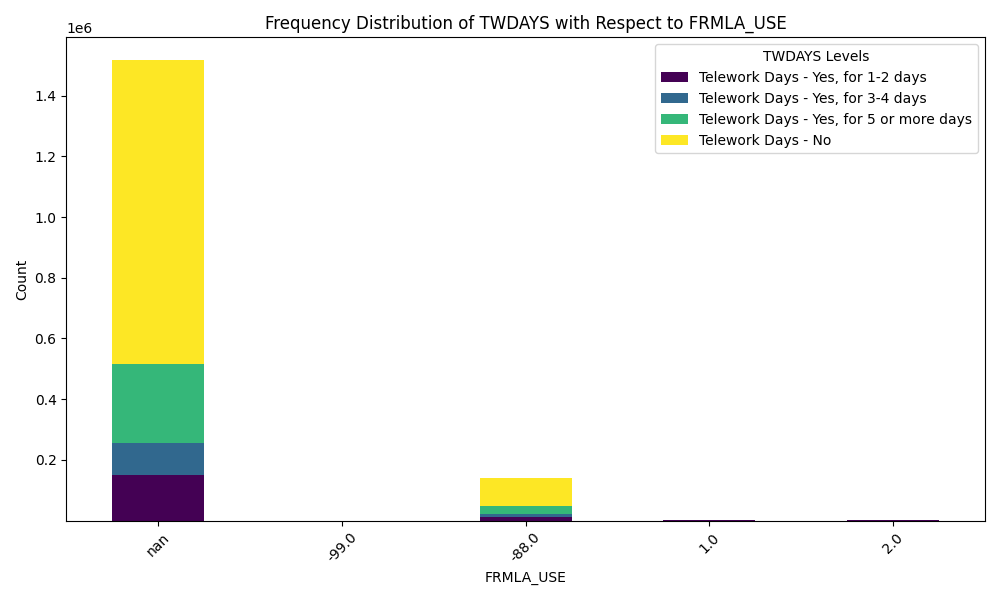 Frequency Distribution of TWDAYS with Respect to FRMLA_USE
1e6
TWDAYS Levels
Telework Days - Yes, for 1-2 days
Telework Days - Yes, for 3-4 days
Telework Days - Yes, for 5 or more days
Telework Days - No
1.4
1.2
1.0
0.8
0.6
0.4
0.2
Count
nan
-99.0
-88.0
1.0
2.0
FRMLA_USE